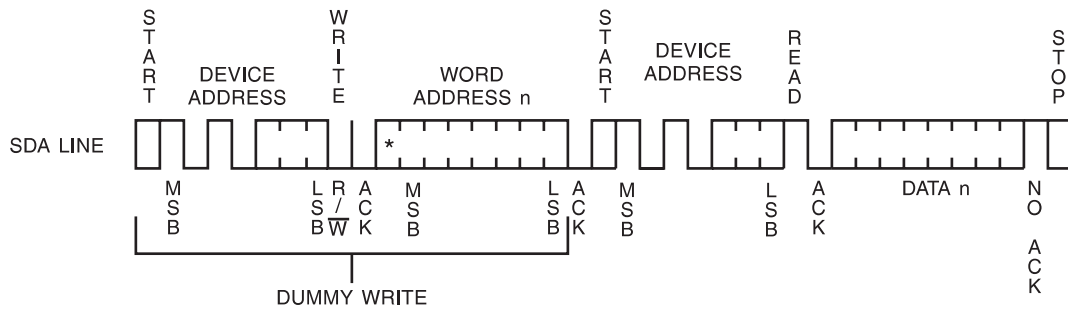 START
WRITE
START
READ
STOP
DEVICE
ADDRESS
WORD
ADDRESS n
DEVICE
ADDRESS
SDA LINE
*
MSB
LSB
R/W
ACK
MSB
LSB
ACK
MSB
LSB
ACK
DATA n
NO ACK
DUMMY WRITE